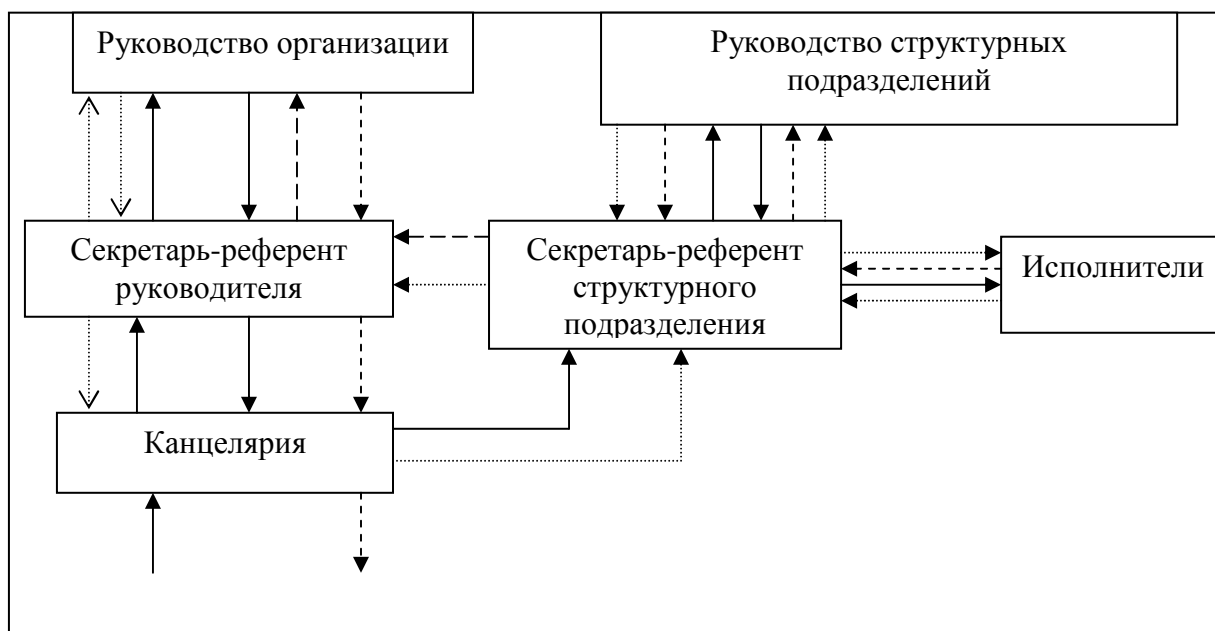 Руководство организации
Руководство структурных
подразделений
Секретарь-референт
руководителя
Секретарь-референт
структурного
подразделения
Исполнители
Канцелярия